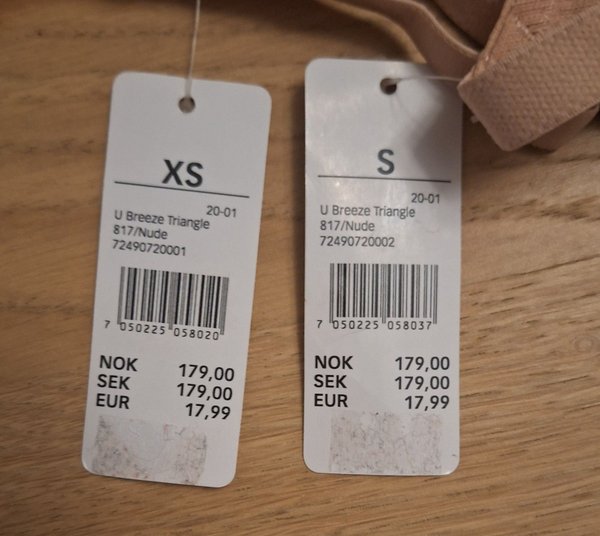 XS
20-01
U Breeze Triangle
817/Nude
72490720001
7 050225 058020
NOK 179,00
SEK 179,00
EUR 17,99
S
20-01
U Breeze Triangle
817/Nude
72490720002
7 050225 058037
NOK 179,00
SEK 179,00
EUR 17,99